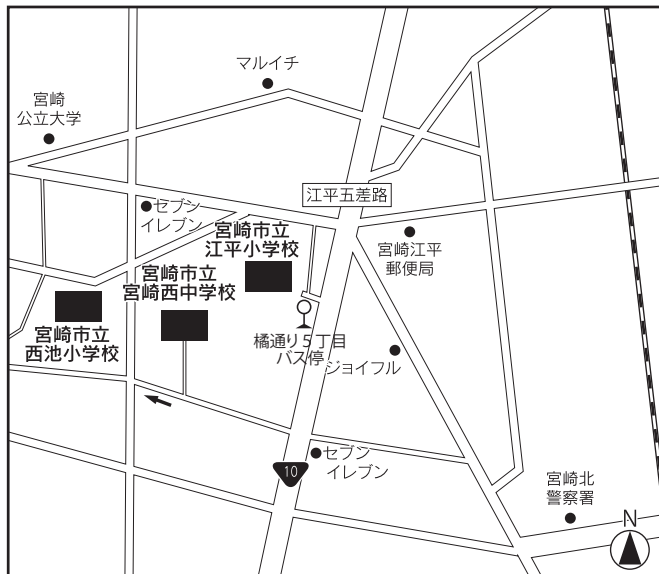 マルイチ
宮崎
公立大学
江平五差路
セブン
イレブン
宮崎市立
江平小学校
宮崎江平
郵便局
宮崎市立
宮崎西中学校
宮崎市立
西池小学校
橘通り5丁目
バス停
ジョイフル
セブン
イレブン
10
宮崎北
警察署
N